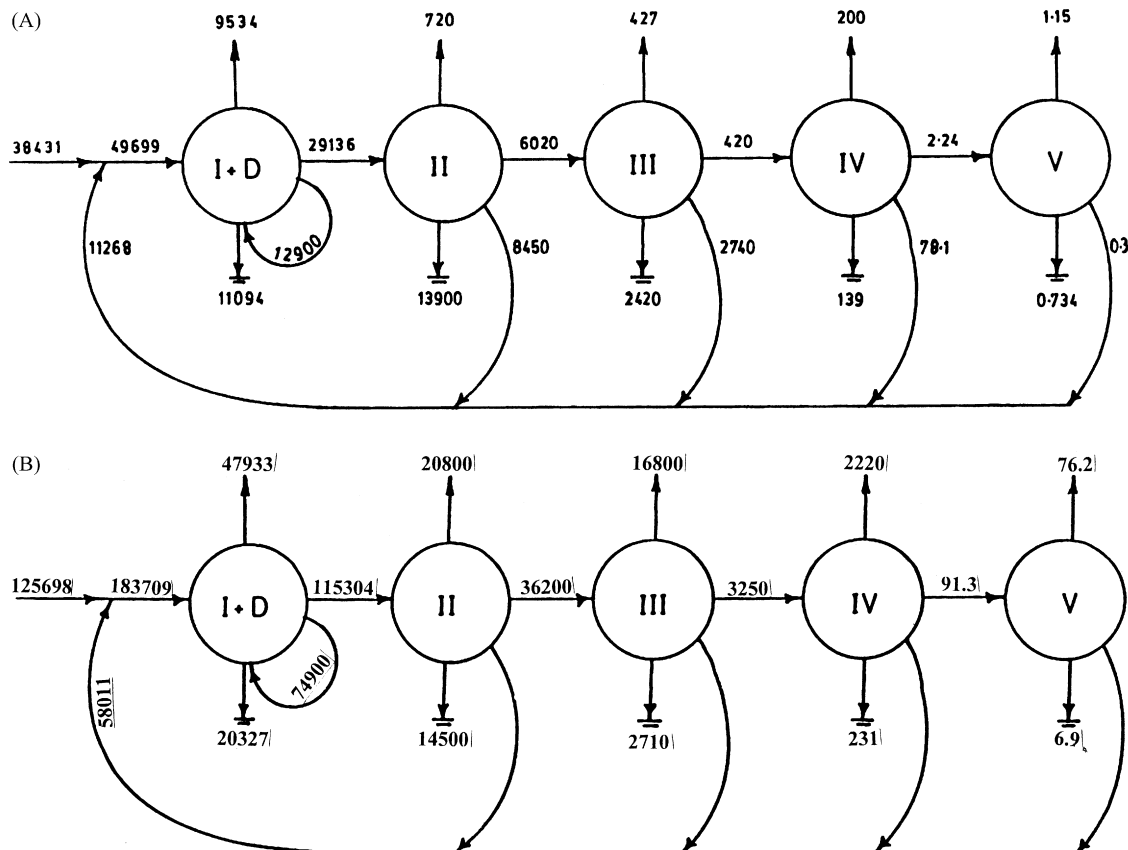 (A) 9534 720 427 200 1·15
38431 49699 I + D 29136 II 6020 III 420 IV 2·24 V
11268 12900 8450 2740 78·1 0·3
11094 13900 2420 139 0·734
(B) 47933 20800 16800 2220 76.2
125698 183709 I + D 115304 II 36200 III 3250 IV 91.3 V
58011 74900
20327 14500 2710 231 6.9